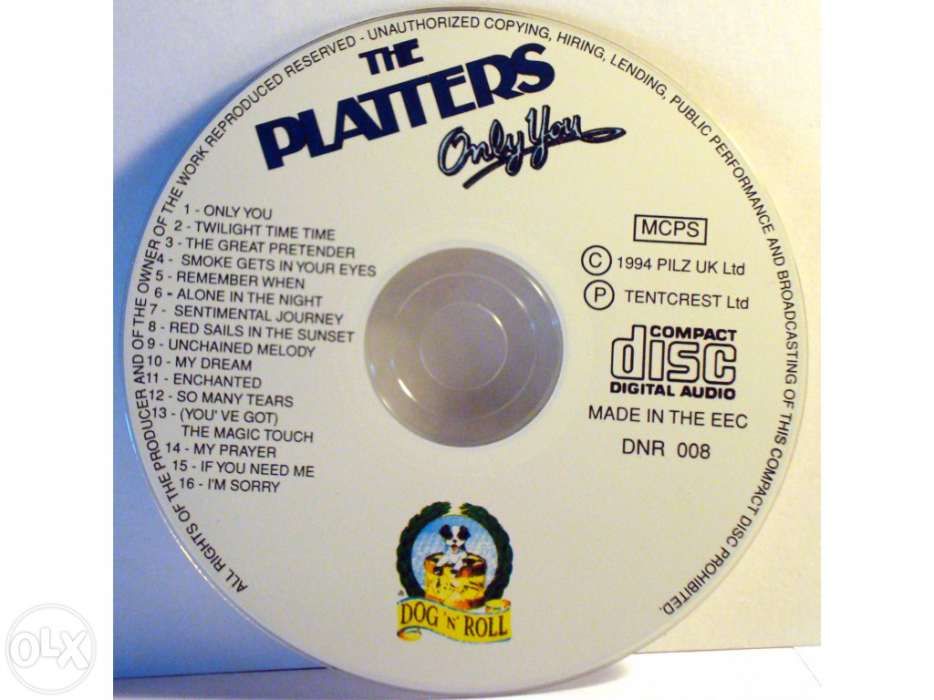 ALL RIGHTS OF THE PRODUCER AND OF THE OWNER OF THE WORK REPRODUCED RESERVED - UNAUTHORIZED COPYING, HIRING, LENDING, PUBLIC PERFORMANCE AND BROADCASTING OF THIS COMPACT DISC PROHIBITED.
THE
PLATTERS
Only You
1 - ONLY YOU
2 - TWILIGHT TIME TIME
3 - THE GREAT PRETENDER
4 - SMOKE GETS IN YOUR EYES
5 - REMEMBER WHEN
6 - ALONE IN THE NIGHT
7 - SENTIMENTAL JOURNEY
8 - RED SAILS IN THE SUNSET
9 - UNCHAINED MELODY
10 - MY DREAM
11 - ENCHANTED
12 - SO MANY TEARS
13 - (YOU' VE GOT)
THE MAGIC TOUCH
14 - MY PRAYER
15 - IF YOU NEED ME
16 - I'M SORRY
MCPS
© 1994 PILZ UK Ltd
℗ TENTCREST Ltd
COMPACT
disc
DIGITAL AUDIO
MADE IN THE EEC
DNR 008
DOG 'N' ROLL
OLX